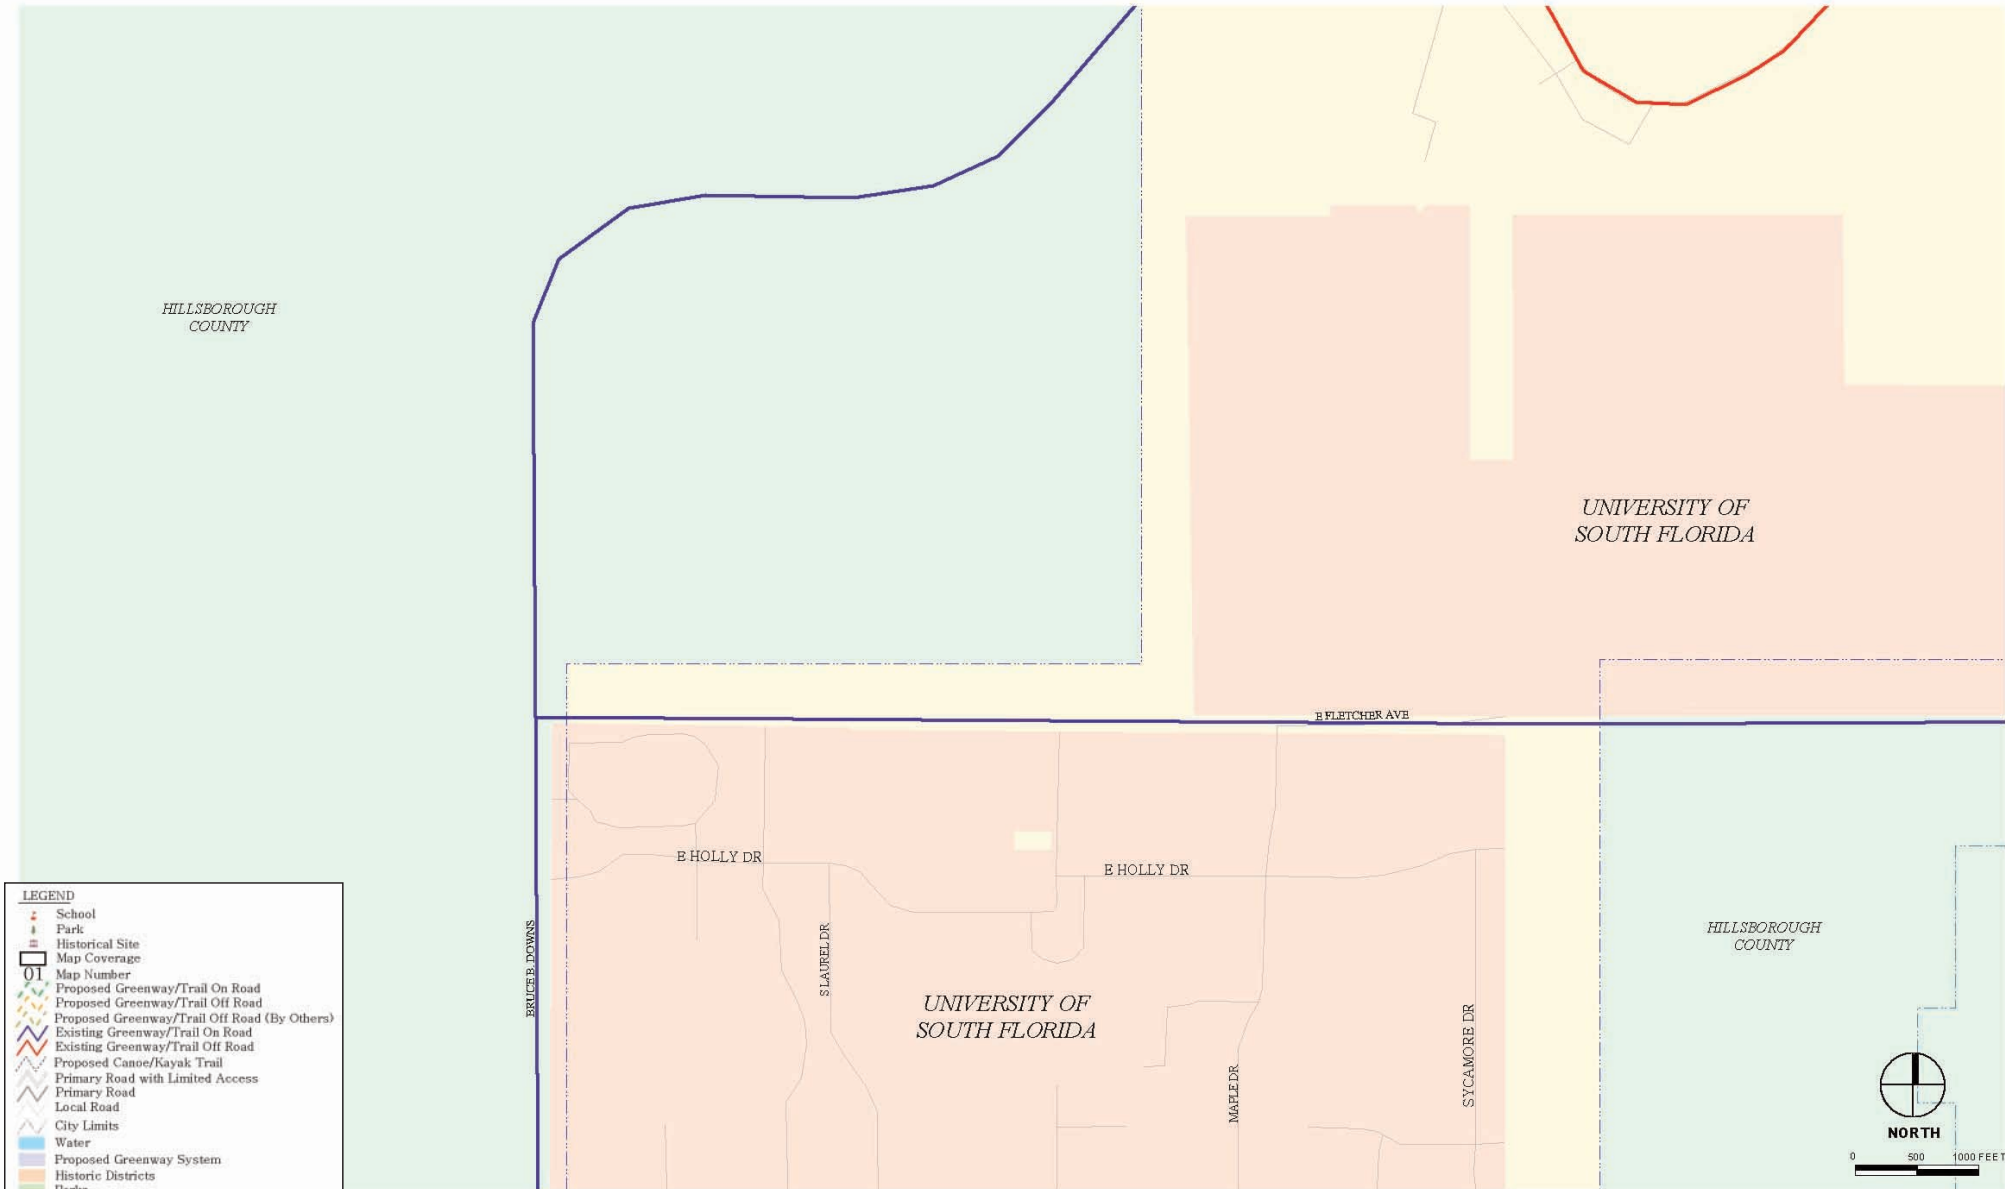 HILLSBOROUGH
COUNTY
UNIVERSITY OF
SOUTH FLORIDA
E FLETCHER AVE
E HOLLY DR
E HOLLY DR
BRUCE B. DOWNS
S LAUREL DR
UNIVERSITY OF
SOUTH FLORIDA
MAPLE DR
SYCAMORE DR
HILLSBOROUGH
COUNTY
LEGEND
School
Park
Historical Site
Map Coverage
01 Map Number
Proposed Greenway/Trail On Road
Proposed Greenway/Trail Off Road
Proposed Greenway/Trail Off Road (By Others)
Existing Greenway/Trail On Road
Existing Greenway/Trail Off Road
Proposed Canoe/Kayak Trail
Primary Road with Limited Access
Primary Road
Local Road
City Limits
Water
Proposed Greenway System
Historic Districts
NORTH
0 500 1000 FEET